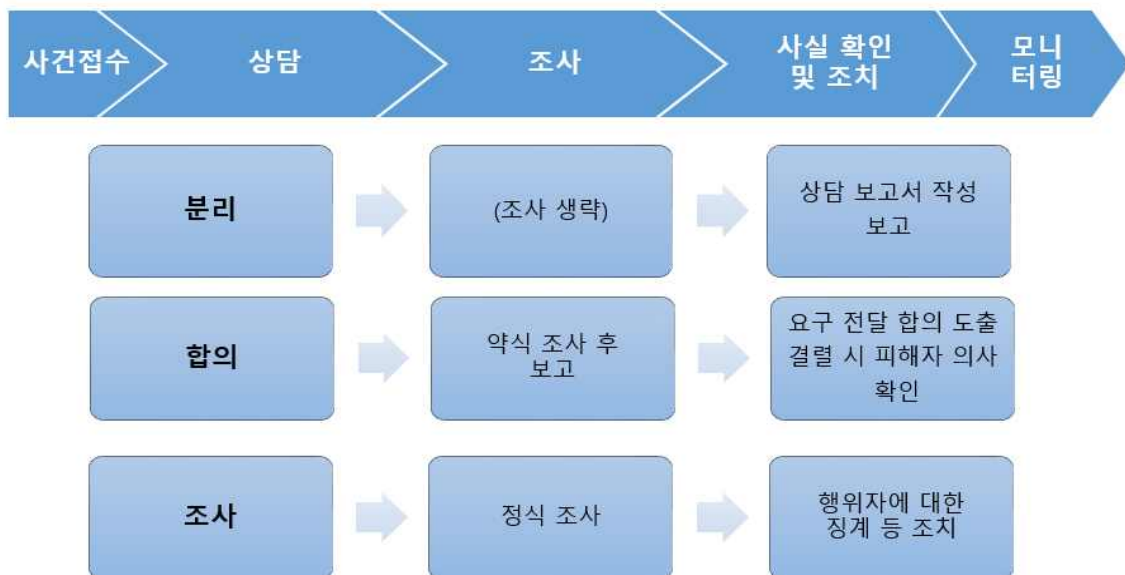 사건접수
상담
조사
사실 확인
및 조치
모니
터링
분리
(조사 생략)
상담 보고서 작성
보고
합의
약식 조사 후
보고
요구 전달 합의 도출
결렬 시 피해자 의사
확인
조사
정식 조사
행위자에 대한
징계 등 조치